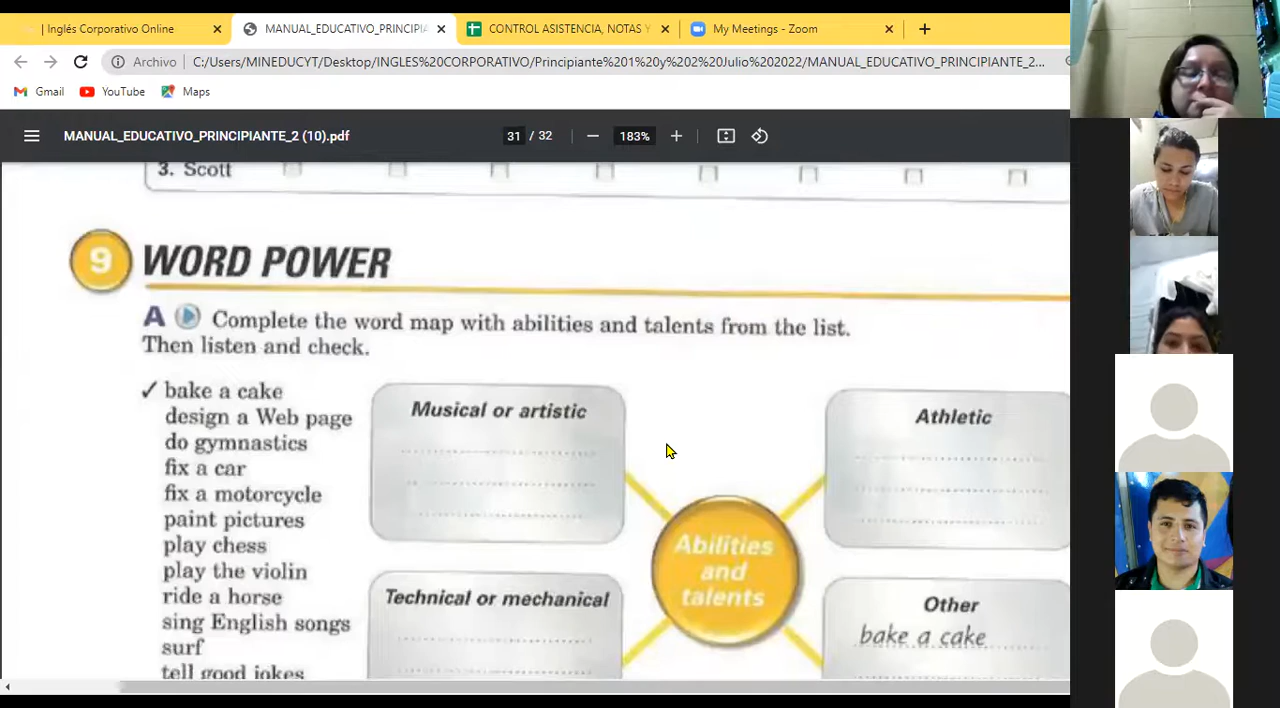 | Inglés Corporativo Online
MANUAL_EDUCATIVO_PRINCIPIA
CONTROL ASISTENCIA, NOTAS Y
My Meetings - Zoom
Archivo | C:/Users/MINEDUCYT/Desktop/INGLES%20CORPORATIVO/Principiante%201%20y%202%20Julio%202022/MANUAL_EDUCATIVO_PRINCIPIANTE_2...
Gmail YouTube Maps
MANUAL_EDUCATIVO_PRINCIPIANTE_2 (10).pdf
31 / 32
183%
3. Scott
9 WORD POWER
A Complete the word map with abilities and talents from the list.
Then listen and check.
✓ bake a cake
design a Web page
do gymnastics
fix a car
fix a motorcycle
paint pictures
play chess
play the violin
ride a horse
sing English songs
surf
tell good jokes
Musical or artistic
Athletic
Abilities
and
talents
Technical or mechanical
Other
bake a cake